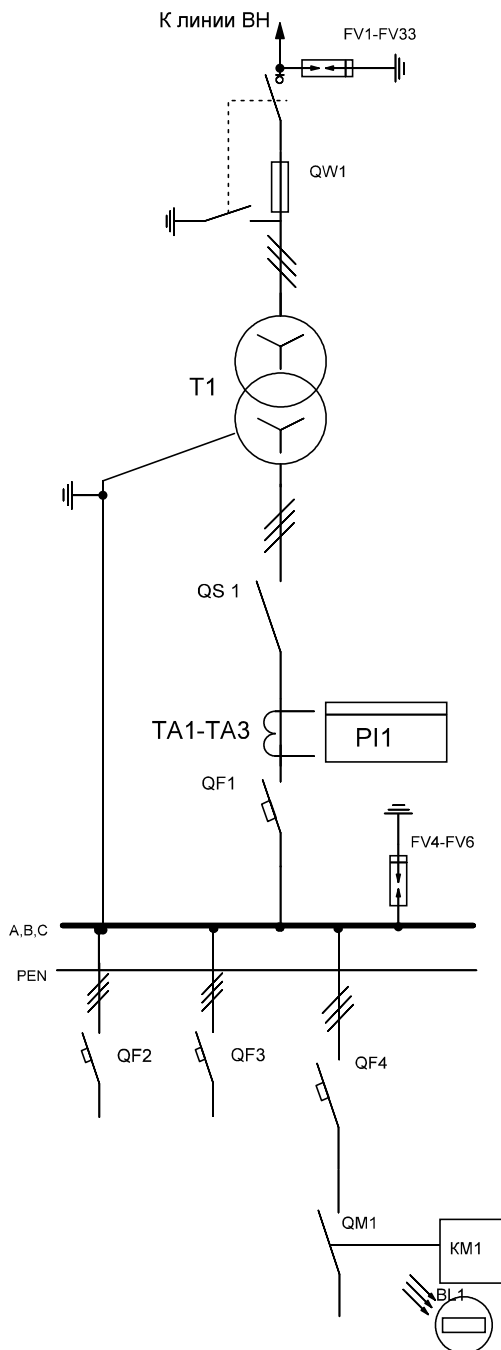 К линии ВН
FV1-FV33
QW1
T1
QS 1
TA1-TA3
PI1
QF1
FV4-FV6
A,B,C
PEN
QF2
QF3
QF4
QM1
KM1
BL1